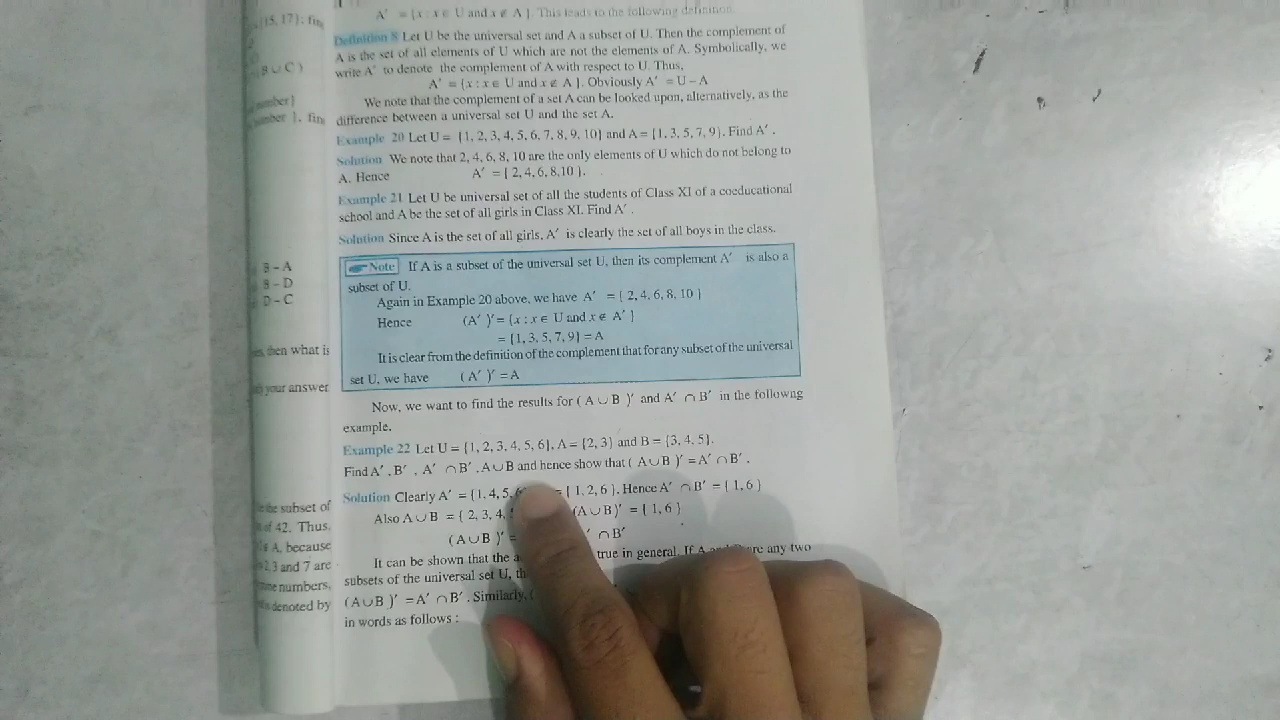 A′ = {x : x ∈ U and x ∉ A }. This leads to the following definition.
Definition 8 Let U be the universal set and A a subset of U. Then the complement of
A is the set of all elements of U which are not the elements of A. Symbolically, we
write A′ to denote the complement of A with respect to U. Thus,
A′ = {x : x ∈ U and x ∉ A }. Obviously A′ = U – A
We note that the complement of a set A can be looked upon, alternatively, as the
difference between a universal set U and the set A.
Example 20 Let U = {1, 2, 3, 4, 5, 6, 7, 8, 9, 10} and A = {1, 3, 5, 7, 9}. Find A′.
Solution We note that 2, 4, 6, 8, 10 are the only elements of U which do not belong to
A. Hence A′ = { 2, 4, 6, 8,10 }.
Example 21 Let U be universal set of all the students of Class XI of a coeducational
school and A be the set of all girls in Class XI. Find A′.
Solution Since A is the set of all girls, A′ is clearly the set of all boys in the class.
Note If A is a subset of the universal set U, then its complement A′ is also a
subset of U.
Again in Example 20 above, we have A′ = { 2, 4, 6, 8, 10 }
Hence (A′ )′ = {x : x ∈ U and x ∉ A′ }
= {1, 3, 5, 7, 9} = A
It is clear from the definition of the complement that for any subset of the universal
set U, we have ( A′ )′ = A
Now, we want to find the results for ( A ∪ B )′ and A′ ∩ B′ in the followng
example.
Example 22 Let U = {1, 2, 3, 4, 5, 6}, A = {2, 3} and B = {3, 4, 5}.
Find A′, B′ , A′ ∩ B′, A ∪ B and hence show that ( A ∪ B )′ = A′ ∩ B′.
Solution Clearly A′ = {1, 4, 5, = { 1, 2, 6 }. Hence A′ ∩ B′ = { 1, 6 }
Also A ∪ B = { 2, 3, 4, (A ∪ B )′ = { 1, 6 }
(A ∪ B )′ = ∩ B′
It can be shown that the true in general. If A any two
subsets of the universal set U,
(A ∪ B )′ = A′ ∩ B′. Similarly,
in words as follows :
{15, 17};
B ∪ C )
number}
B – A
B – D
D – C
then what is
your answer
the subset of
of 42. Thus,
A, because
2, 3 and 7 are
numbers,
denoted by